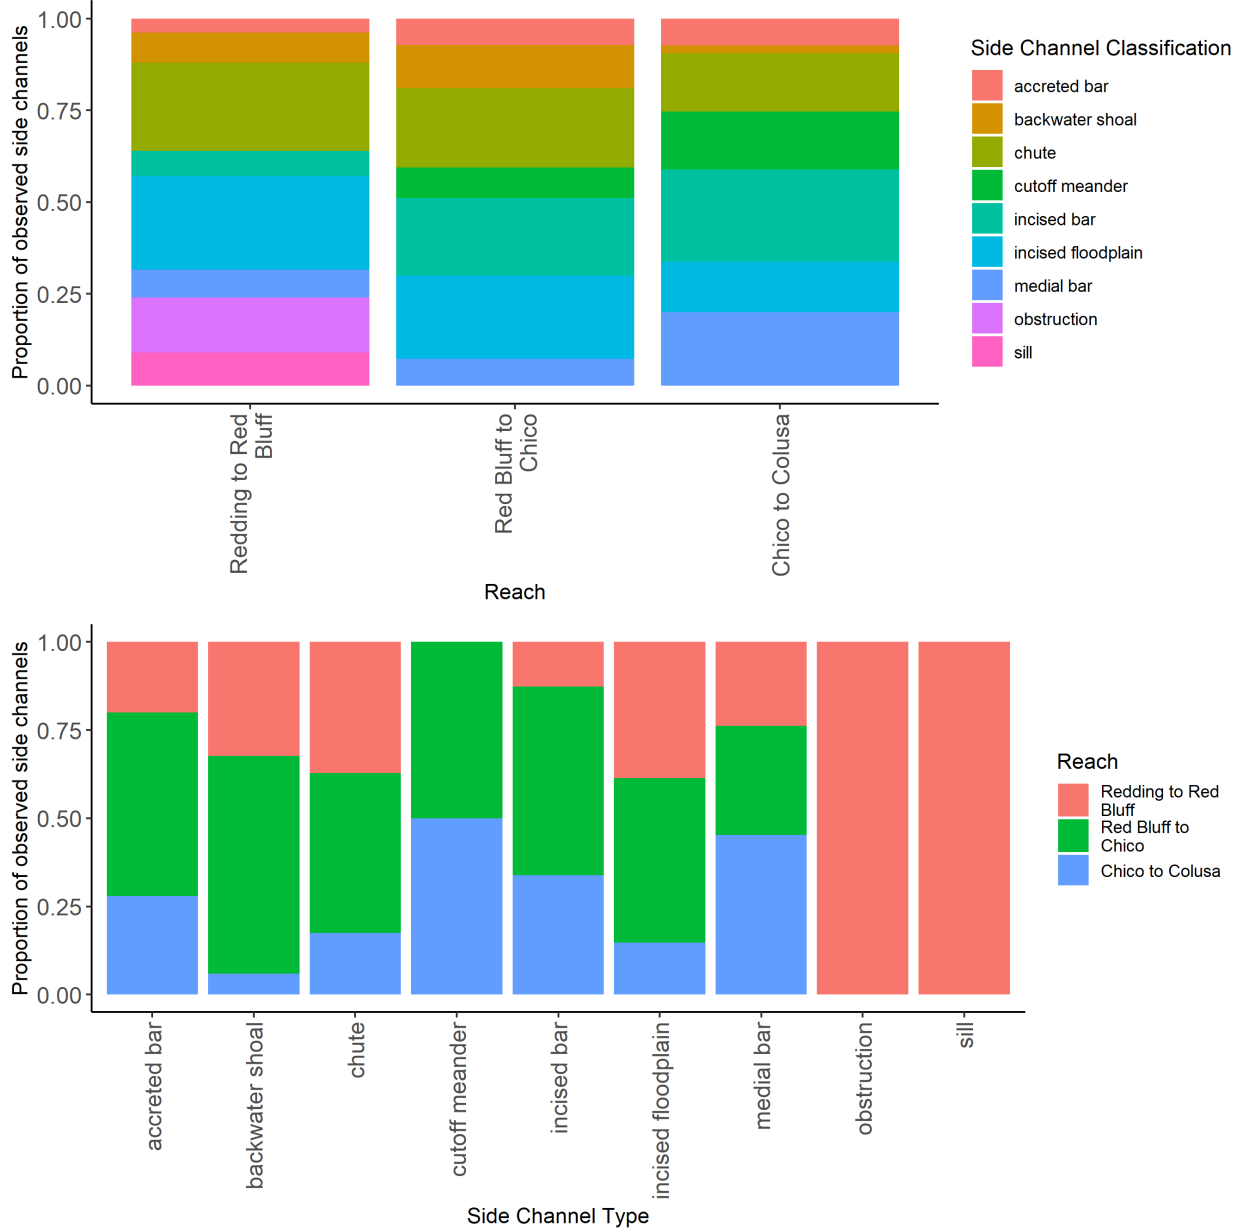 Proportion of observed side channels
1.00
0.75
0.50
0.25
0.00
Redding to Red
Bluff
Red Bluff to
Chico
Chico to Colusa
Reach
Side Channel Classification
accreted bar
backwater shoal
chute
cutoff meander
incised bar
incised floodplain
medial bar
obstruction
sill
Proportion of observed side channels
1.00
0.75
0.50
0.25
0.00
accreted bar
backwater shoal
chute
cutoff meander
incised bar
incised floodplain
medial bar
obstruction
sill
Side Channel Type
Reach
Redding to Red
Bluff
Red Bluff to
Chico
Chico to Colusa